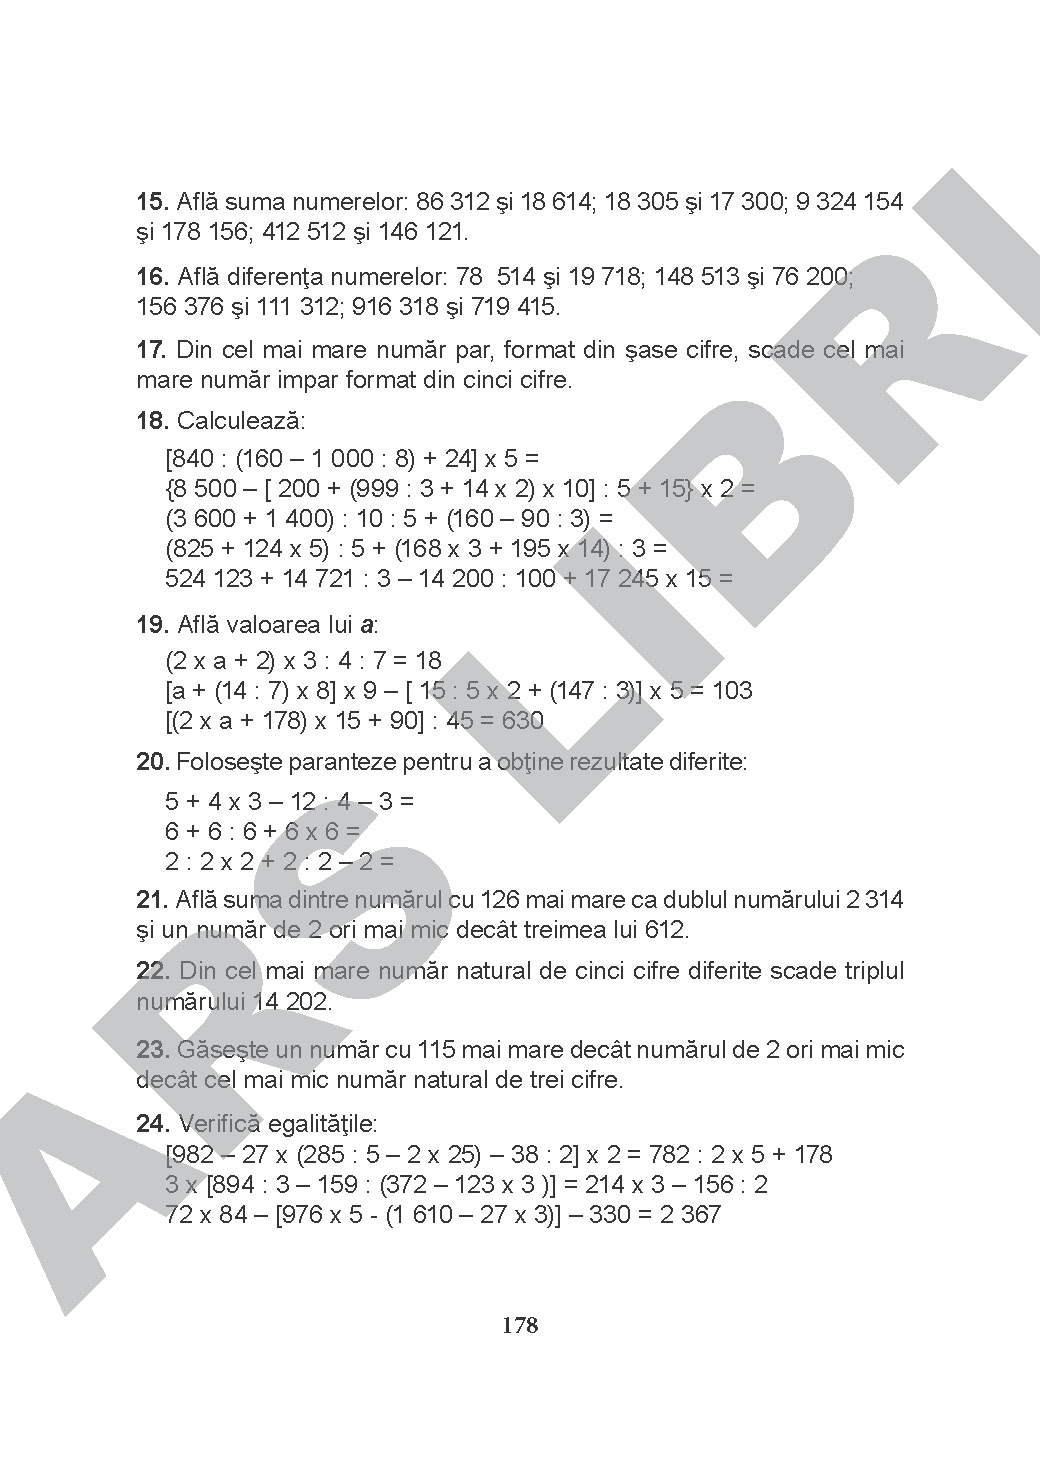 15. Află suma numerelor: 86 312 şi 18 614; 18 305 şi 17 300; 9 324 154
şi 178 156; 412 512 şi 146 121.
16. Află diferenţa numerelor: 78  514 şi 19 718; 148 513 şi 76 200;
156 376 şi 111 312; 916 318 şi 719 415.
17. Din cel mai mare număr par, format din şase cifre, scade cel mai
mare număr impar format din cinci cifre.
18. Calculează:
[840 : (160 – 1 000 : 8) + 24] x 5 =
{8 500 – [ 200 + (999 : 3 + 14 x 2) x 10] : 5 + 15} x 2 =
(3 600 + 1 400) : 10 : 5 + (160 – 90 : 3) =
(825 + 124 x 5) : 5 + (168 x 3 + 195 x 14) : 3 =
524 123 + 14 721 : 3 – 14 200 : 100 + 17 245 x 15 =
19. Află valoarea lui a:
(2 x a + 2) x 3 : 4 : 7 = 18
[a + (14 : 7) x 8] x 9 – [ 15 : 5 x 2 + (147 : 3)] x 5 = 103
[(2 x a + 178) x 15 + 90] : 45 = 630
20. Foloseşte paranteze pentru a obţine rezultate diferite:
5 + 4 x 3 – 12 : 4 – 3 =
6 + 6 : 6 + 6 x 6 =
2 : 2 x 2 + 2 : 2 – 2 =
21. Află suma dintre numărul cu 126 mai mare ca dublul numărului 2 314
şi un număr de 2 ori mai mic decât treimea lui 612.
22. Din cel mai mare număr natural de cinci cifre diferite scade triplul
numărului 14 202.
23. Găseşte un număr cu 115 mai mare decât numărul de 2 ori mai mic
decât cel mai mic număr natural de trei cifre.
24. Verifică egalităţile:
[982 – 27 x (285 : 5 – 2 x 25) – 38 : 2] x 2 = 782 : 2 x 5 + 178
3 x [894 : 3 – 159 : (372 – 123 x 3 )] = 214 x 3 – 156 : 2
72 x 84 – [976 x 5 - (1 610 – 27 x 3)] – 330 = 2 367
178
ARS LIBRI